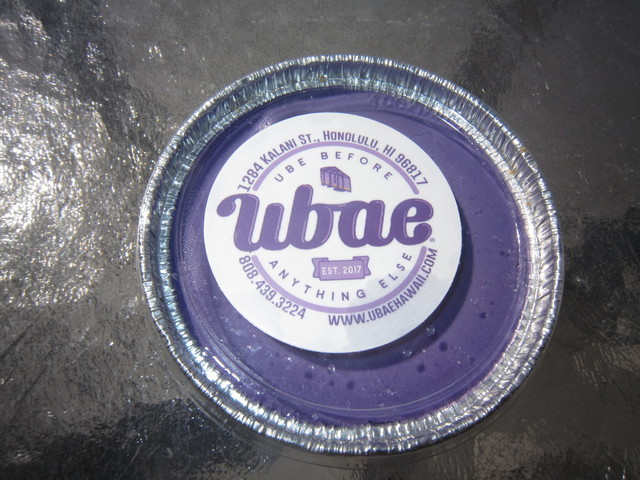 1284 KALANI ST., HONOLULU, HI 96817
UBE BEFORE
ubae
EST. 2017
ANYTHING ELSE
808.439.3224
WWW.UBAEHAWAII.COM